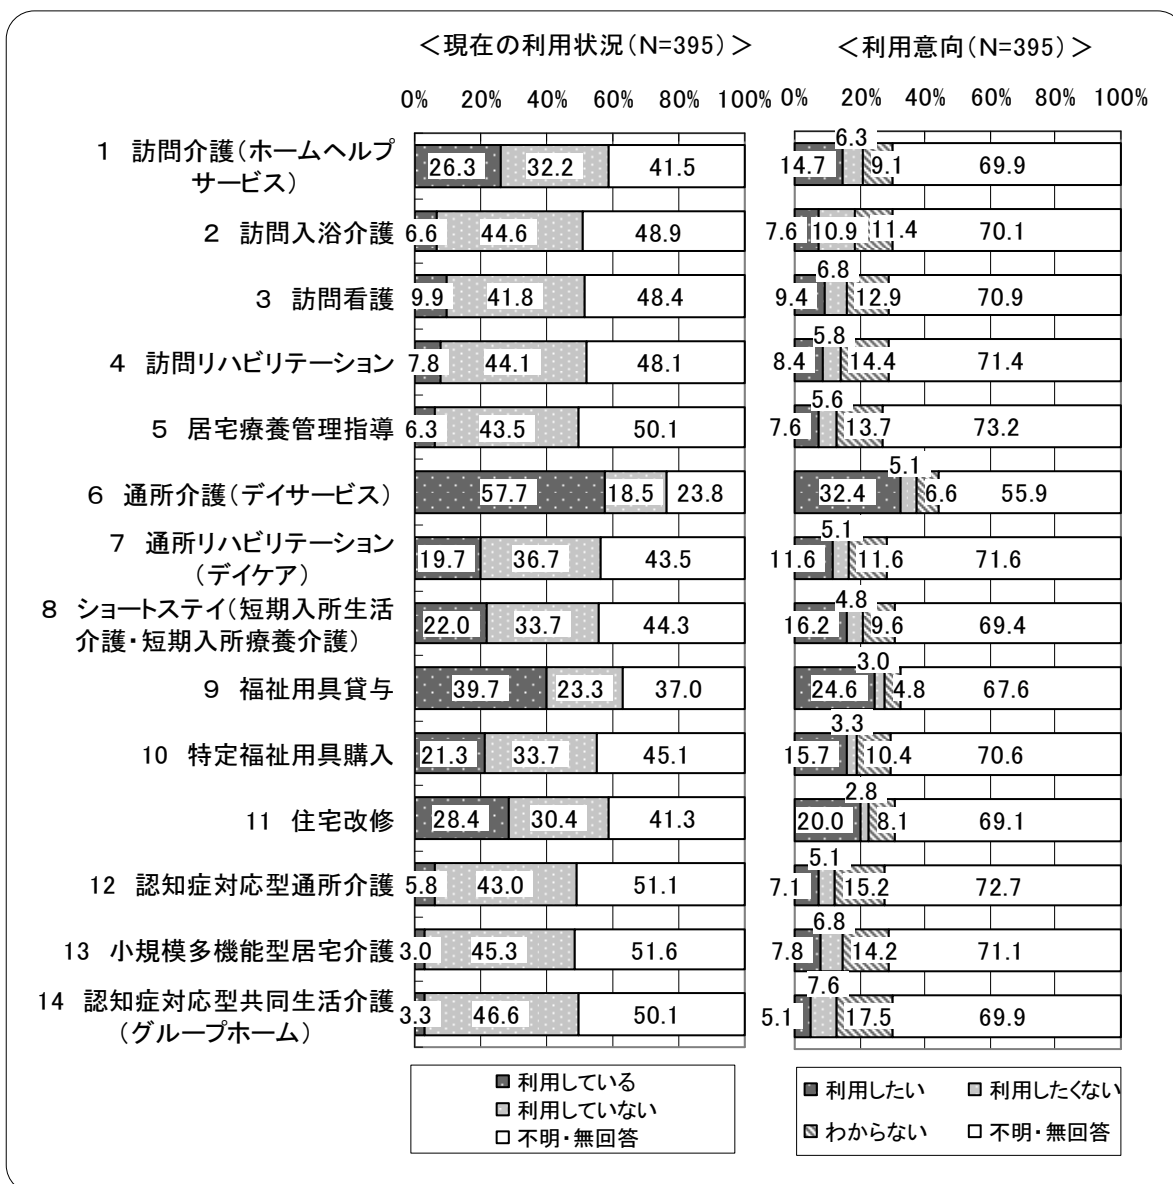 ＜現在の利用状況（N=395）＞ ＜利用意向（N=395）＞
0% 20% 40% 60% 80% 100% 0% 20% 40% 60% 80% 100%
1 訪問介護（ホームヘルプ
サービス）
26.3 32.2 41.5 14.7 6.3 9.1 69.9
2 訪問入浴介護 6.6 44.6 48.9 7.6 10.9 11.4 70.1
3 訪問看護 9.9 41.8 48.4 9.4 6.8 12.9 70.9
4 訪問リハビリテーション 7.8 44.1 48.1 8.4 5.8 14.4 71.4
5 居宅療養管理指導 6.3 43.5 50.1 7.6 5.6 13.7 73.2
6 通所介護（デイサービス） 57.7 18.5 23.8 32.4 5.1 6.6 55.9
7 通所リハビリテーション
（デイケア）
19.7 36.7 43.5 11.6 5.1 11.6 71.6
8 ショートステイ（短期入所生活
介護・短期入所療養介護）
22.0 33.7 44.3 16.2 4.8 9.6 69.4
9 福祉用具貸与 39.7 23.3 37.0 24.6 3.0 4.8 67.6
10 特定福祉用具購入 21.3 33.7 45.1 15.7 3.3 10.4 70.6
11 住宅改修 28.4 30.4 41.3 20.0 2.8 8.1 69.1
12 認知症対応型通所介護 5.8 43.0 51.1 7.1 5.1 15.2 72.7
13 小規模多機能型居宅介護 3.0 45.3 51.6 7.8 6.8 14.2 71.1
14 認知症対応型共同生活介護
（グループホーム）
3.3 46.6 50.1 5.1 7.6 17.5 69.9
利用している
利用していない
不明・無回答
利用したい 利用したくない
わからない 不明・無回答